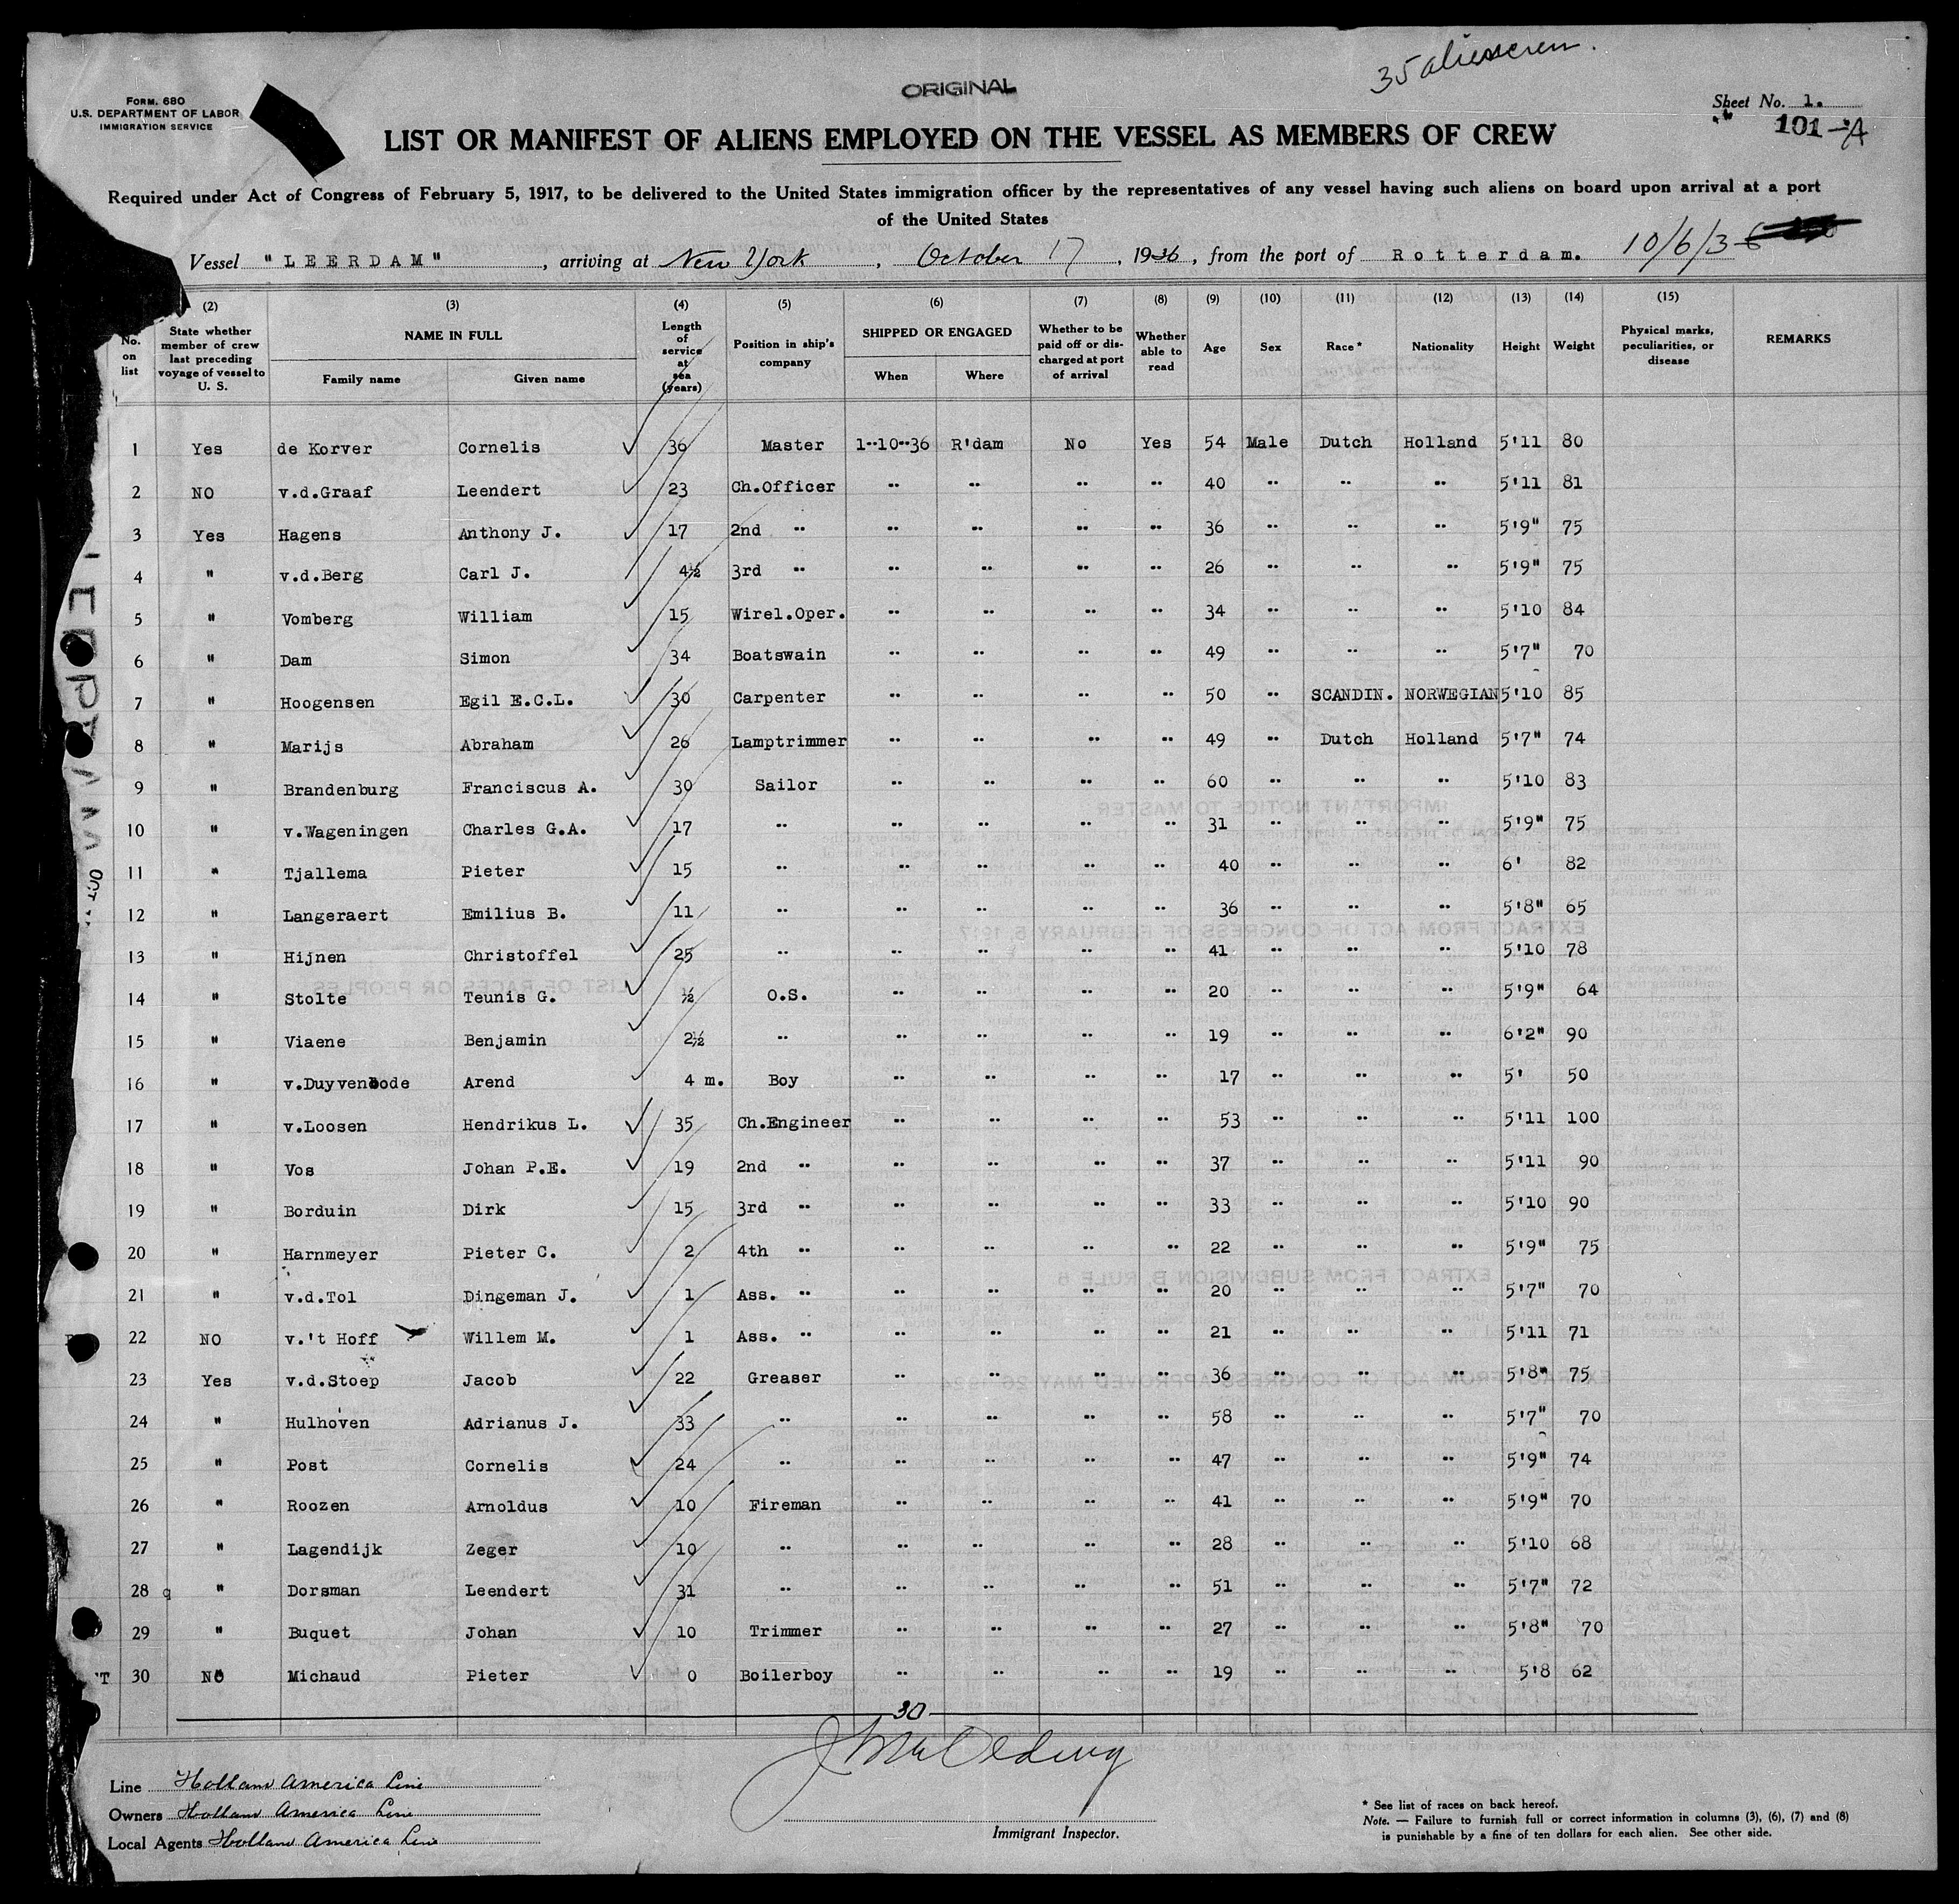 35 aliens crew.
ORIGINAL
FORM. 680
U.S. DEPARTMENT OF LABOR
IMMIGRATION SERVICE
Sheet No. 1.
101-A
LIST OR MANIFEST OF ALIENS EMPLOYED ON THE VESSEL AS MEMBERS OF CREW
Required under Act of Congress of February 5, 1917, to be delivered to the United States immigration officer by the representatives of any vessel having such aliens on board upon arrival at a port
of the United States
Vessel "LEERDAM", arriving at New York, October 17, 1936, from the port of Rotterdam. 10/6/36
(2) (3) (4) (5) (6) (7) (8) (9) (10) (11) (12) (13) (14) (15)
No. on list State whether member of crew last preceding voyage of vessel to U. S. NAME IN FULL Family name Given name Length of service at sea (years) Position in ship's company SHIPPED OR ENGAGED When Where Whether to be paid off or discharged at port of arrival Whether able to read Age Sex Race* Nationality Height Weight Physical marks, peculiarities, or disease REMARKS
1 Yes de Korver Cornelis 36 Master 1--10--36 R'dam No Yes 54 Male Dutch Holland 5'11 80
2 NO v.d.Graaf Leendert 23 Ch.Officer " " " " 40 " " " 5'11 81
3 Yes Hagens Anthony J. 17 2nd " " " " " 36 " " " 5'9" 75
4 " v.d.Berg Carl J. 4½ 3rd " " " " " 26 " " " 5'9" 75
5 " Vomberg William 15 Wirel.Oper. " " " " 34 " " " 5'10 84
6 " Dam Simon 34 Boatswain " " " " 49 " " " 5'7" 70
7 " Hoogensen Egil E.C.L. 30 Carpenter " " " " 50 " SCANDIN. NORWEGIAN 5'10 85
8 " Marijs Abraham 26 Lamptrimmer " " " " 49 " Dutch Holland 5'7" 74
9 " Brandenburg Franciscus A. 30 Sailor " " " " 60 " " " 5'10 83
10 " v.Wageningen Charles G.A. 17 " " " " " 31 " " " 5'9" 75
11 " Tjallema Pieter 15 " " " " " 40 " " " 6' 82
12 " Langeraert Emilius B. 11 " " " " " 36 " " " 5'8" 65
13 " Hijnen Christoffel 25 " " " " " 41 " " " 5'10 78
14 " Stolte Teunis G. ½ O.S. " " " " 20 " " " 5'9" 64
15 " Viaene Benjamin 2½ " " " " " 19 " " " 6'2" 90
16 " v.Duyvenbode Arend 4 m. Boy " " " " 17 " " " 5' 50
17 " v.Loosen Hendrikus L. 35 Ch.Engineer " " " " 53 " " " 5'11 100
18 " Vos Johan P.E. 19 2nd " " " " " 37 " " " 5'11 90
19 " Borduin Dirk 15 3rd " " " " " 33 " " " 5'10 90
20 " Harnmeyer Pieter C. 2 4th " " " " " 22 " " " 5'9" 75
21 " v.d.Tol Dingeman J. 1 Ass. " " " " " 20 " " " 5'7" 70
22 NO v.'t Hoff Willem M. 1 Ass. " " " " " 21 " " " 5'11 71
23 Yes v.d.Stoep Jacob 22 Greaser " " " " 36 " " " 5'8" 75
24 " Hulhoven Adrianus J. 33 " " " " " 58 " " " 5'7" 70
25 " Post Cornelis 24 " " " " " 47 " " " 5'9" 74
26 " Roozen Arnoldus 10 Fireman " " " " 41 " " " 5'9" 70
27 " Lagendijk Zeger 10 " " " " " 28 " " " 5'10 68
28 " Dorsman Leendert 31 " " " " " 51 " " " 5'7" 72
29 " Buquet Johan 10 Trimmer " " " " 27 " " " 5'8" 70
30 NO Michaud Pieter 0 Boilerboy " " " " 19 " " " 5'8 62
30
Line Holland America Line
Owners Holland America Line
Local Agents Holland America Line
Immigrant Inspector.
* See list of races on back hereof.
Note. — Failure to furnish full or correct information in columns (3), (6), (7) and (8)
is punishable by a fine of ten dollars for each alien. See other side.